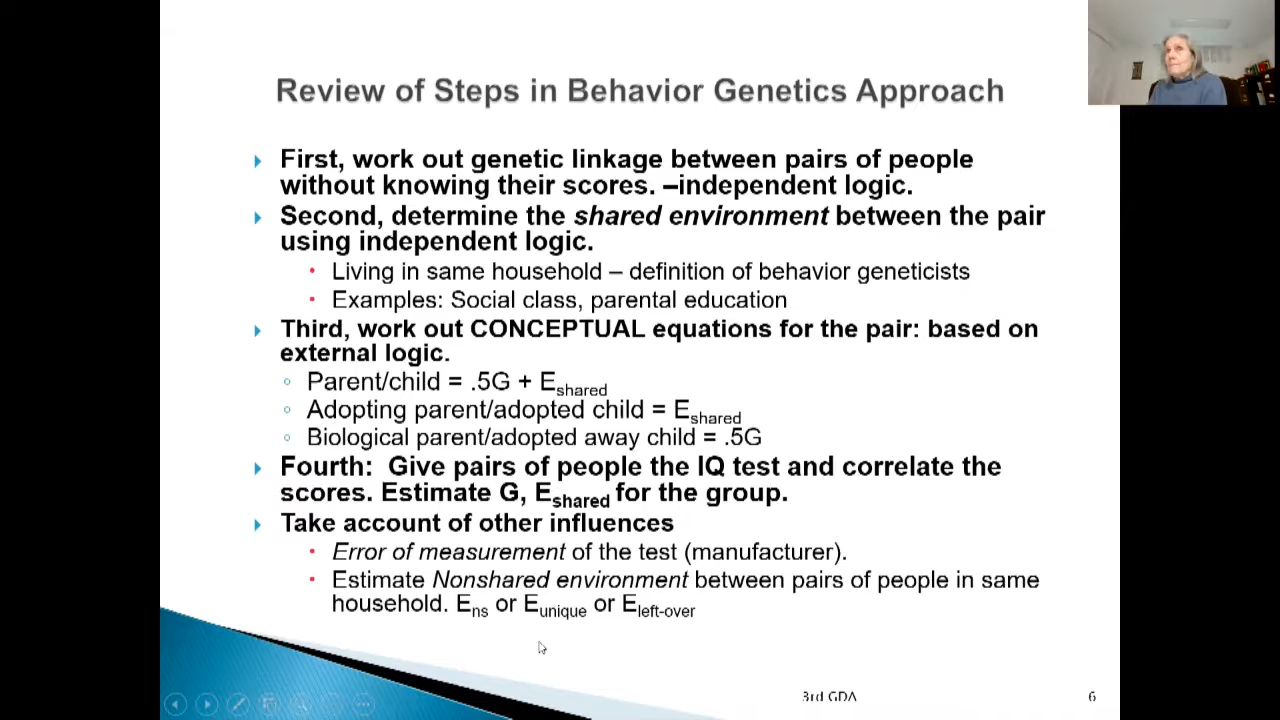 Review of Steps in Behavior Genetics Approach
First, work out genetic linkage between pairs of people
without knowing their scores. –independent logic.
Second, determine the shared environment between the pair
using independent logic.
Living in same household – definition of behavior geneticists
Examples: Social class, parental education
Third, work out CONCEPTUAL equations for the pair: based on
external logic.
Parent/child = .5G + Eshared
Adopting parent/adopted child = Eshared
Biological parent/adopted away child = .5G
Fourth: Give pairs of people the IQ test and correlate the
scores. Estimate G, Eshared for the group.
Take account of other influences
Error of measurement of the test (manufacturer).
Estimate Nonshared environment between pairs of people in same
household. Ens or Eunique or Eleft-over
3rd GDA 6